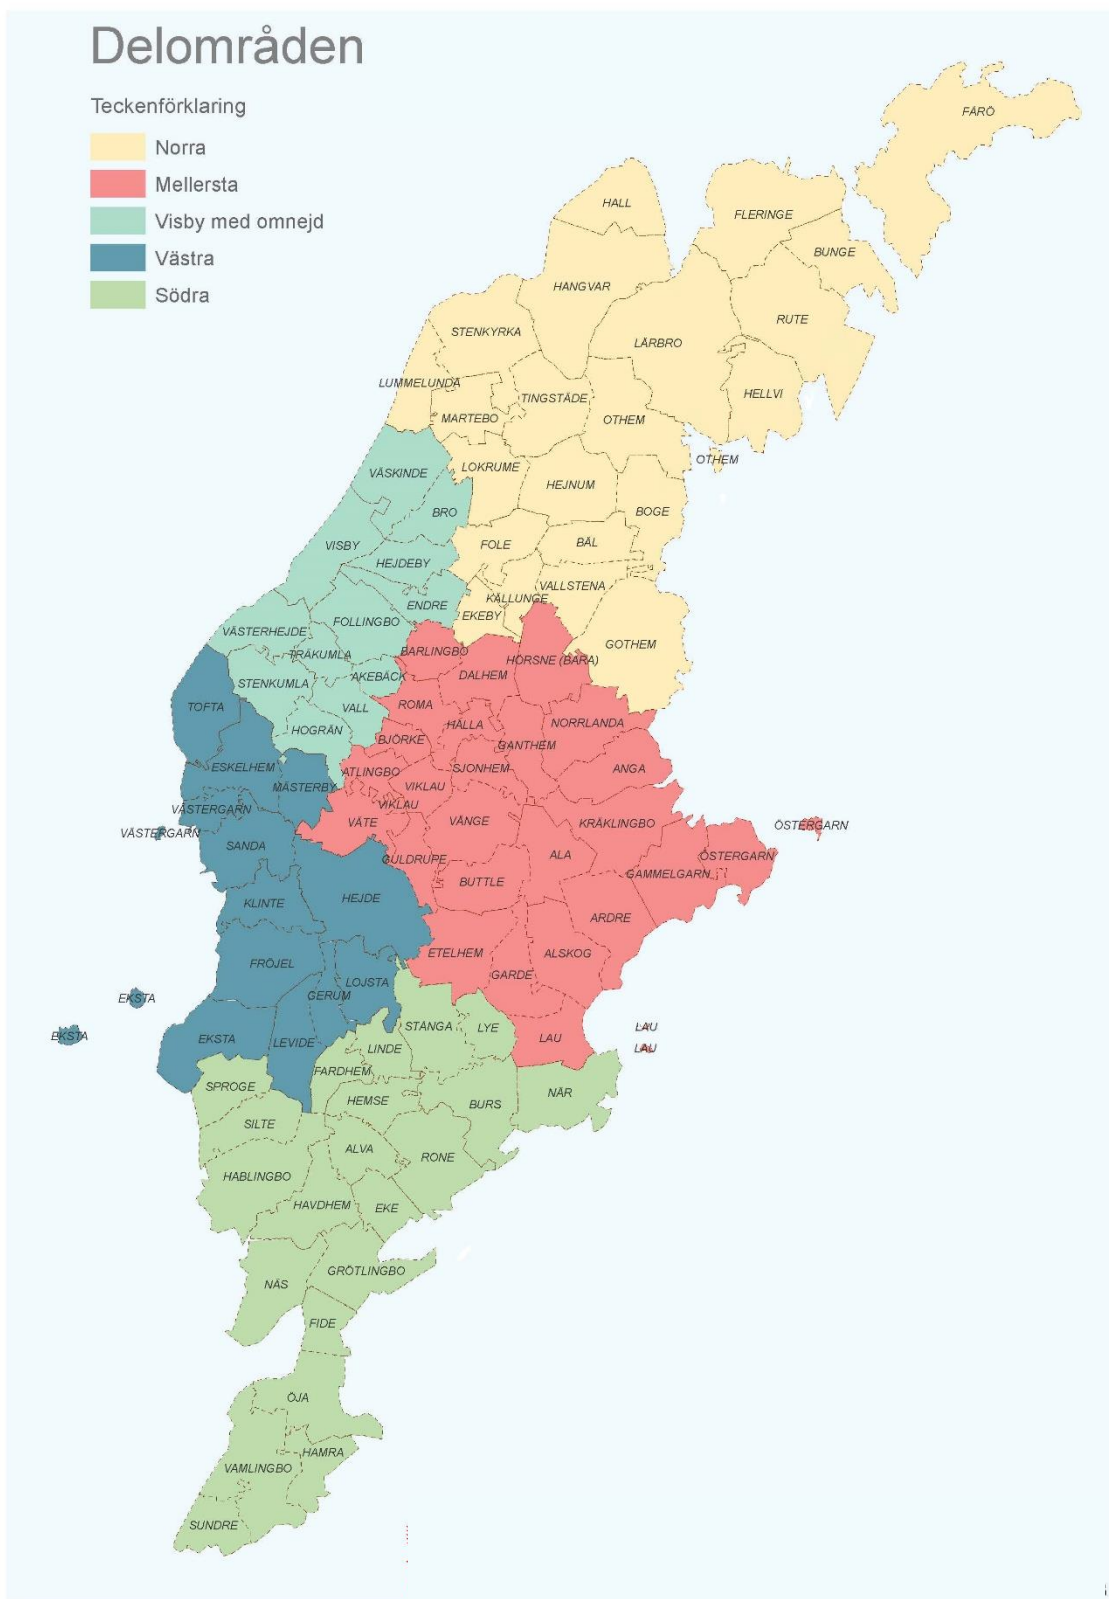 Delområden
Teckenförklaring
Norra
Mellersta
Visby med omnejd
Västra
Södra
FÅRÖ
HALL
FLERINGE
BUNGE
HANGVAR
RUTE
STENKYRKA
LÄRBRO
LUMMELUNDA
HELLVI
TINGSTÄDE
MARTEBO
OTHEM
OTHEM
LOKRUME
VÄSKINDE
HEJNUM
BRO
BOGE
VISBY
FOLE
BÄL
HEJDEBY
VALLSTENA
KÄLLUNGE
ENDRE
EKEBY
FOLLINGBO
VÄSTERHEJDE
GOTHEM
BARLINGBO
TRÄKUMLA
HÖRSNE (BARA)
DALHEM
AKEBÄCK
STENKUMLA
ROMA
TOFTA
VALL
NORRLANDA
HALLA
HOGRÄN
BJÖRKE
GANTHEM
ESKELHEM
ATLINGBO
SJONHEM
ANGA
MÄSTERBY
VIKLAU
VIKLAU
VÄSTERGARN
VÄTE
VÄNGE
KRÄKLINGBO
ÖSTERGARN
VÄSTERGARN
SANDA
GULDRUPE
ALA
ÖSTERGARN
GAMMELGARN
BUTTLE
KLINTE
HEJDE
ARDRE
ETELHEM
ALSKOG
FRÖJEL
GARDE
LOJSTA
GERUM
EKSTA
EKSTA
EKSTA
STÅNGA
LYE
LAU
LAU
LAU
LEVIDE
LINDE
FARDHEM
SPROGE
NÄR
HEMSE
BURS
SILTE
ALVA
RONE
HABLINGBO
HAVDHEM
EKE
GRÖTLINGBO
NÄS
FIDE
ÖJA
HAMRA
VAMLINGBO
SUNDRE